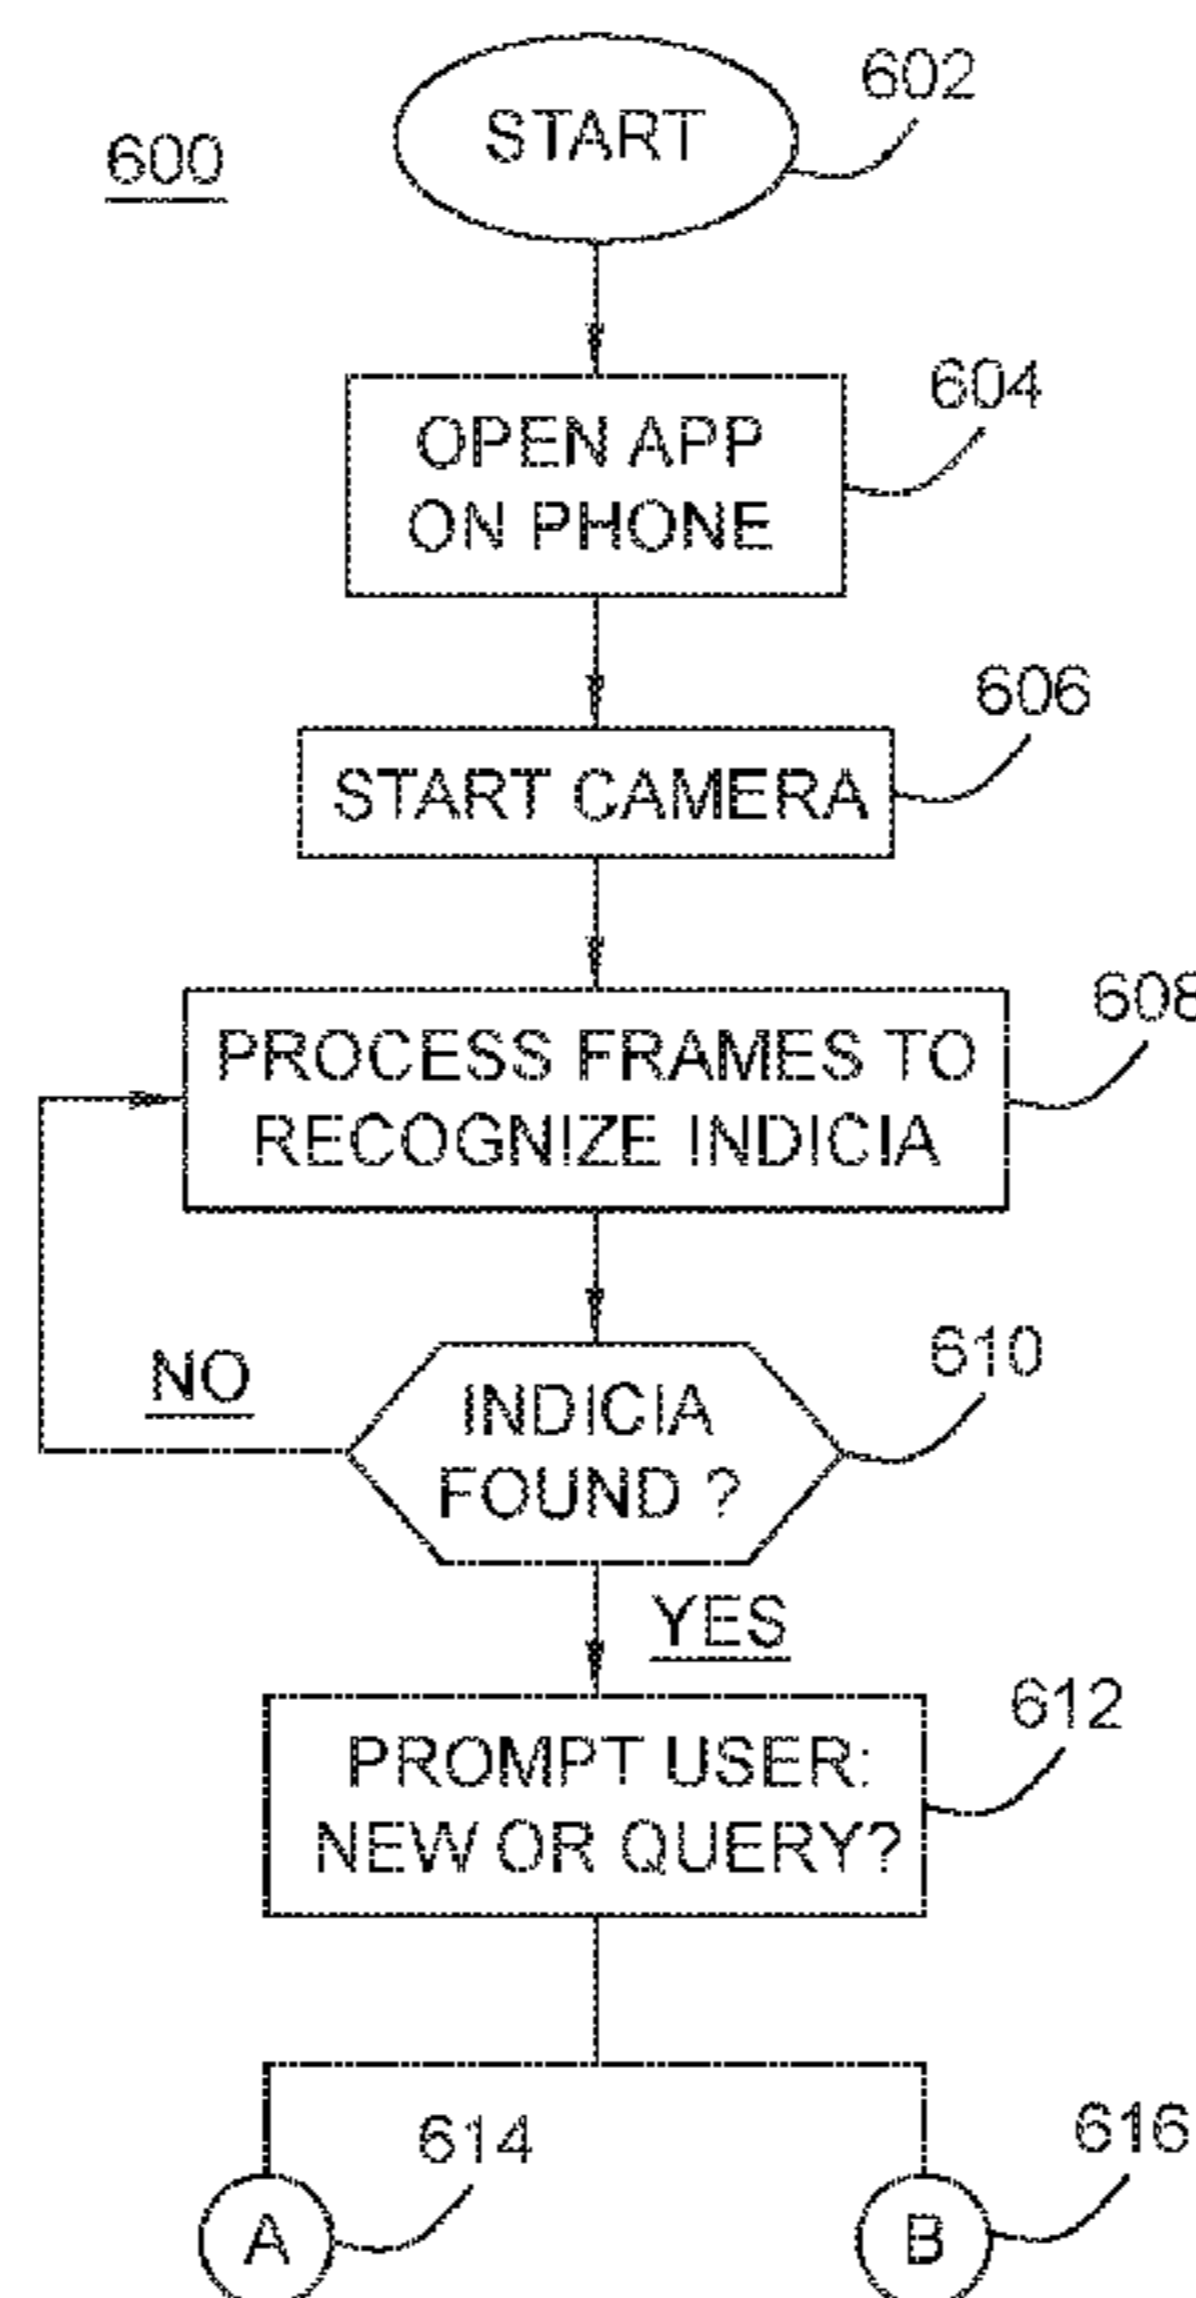 602
START
600
604
OPEN APP
ON PHONE
606
START CAMERA
608
PROCESS FRAMES TO
RECOGNIZE INDICIA
610
NO
INDICIA
FOUND ?
YES
612
PROMPT USER:
NEW OR QUERY?
614
616
A
B